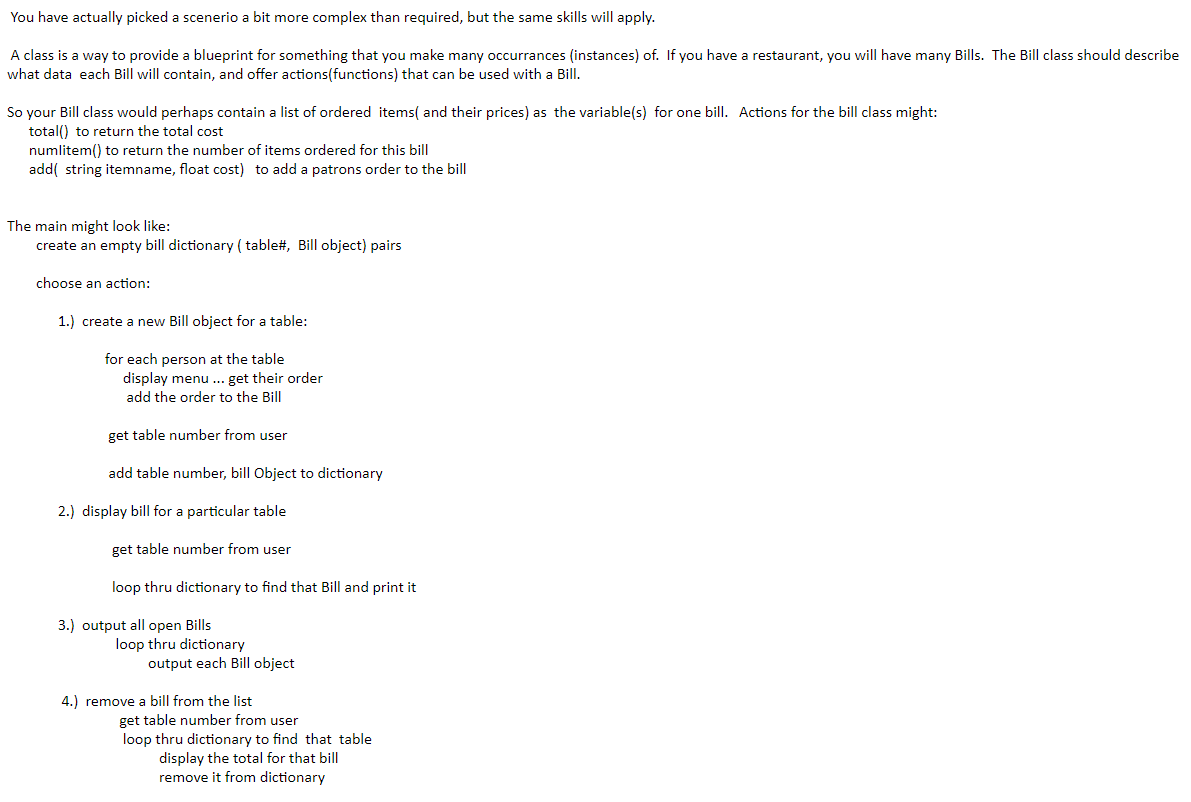 You have actually picked a scenerio a bit more complex than required, but the same skills will apply.
A class is a way to provide a blueprint for something that you make many occurrances (instances) of. If you have a restaurant, you will have many Bills. The Bill class should describe
what data each Bill will contain, and offer actions(functions) that can be used with a Bill.
So your Bill class would perhaps contain a list of ordered items( and their prices) as the variable(s) for one bill. Actions for the bill class might:
total() to return the total cost
numlitem() to return the number of items ordered for this bill
add( string itemname, float cost) to add a patrons order to the bill
The main might look like:
create an empty bill dictionary ( table#, Bill object) pairs
choose an action:
1.) create a new Bill object for a table:
for each person at the table
display menu ... get their order
add the order to the Bill
get table number from user
add table number, bill Object to dictionary
2.) display bill for a particular table
get table number from user
loop thru dictionary to find that Bill and print it
3.) output all open Bills
loop thru dictionary
output each Bill object
4.) remove a bill from the list
get table number from user
loop thru dictionary to find that table
display the total for that bill
remove it from dictionary